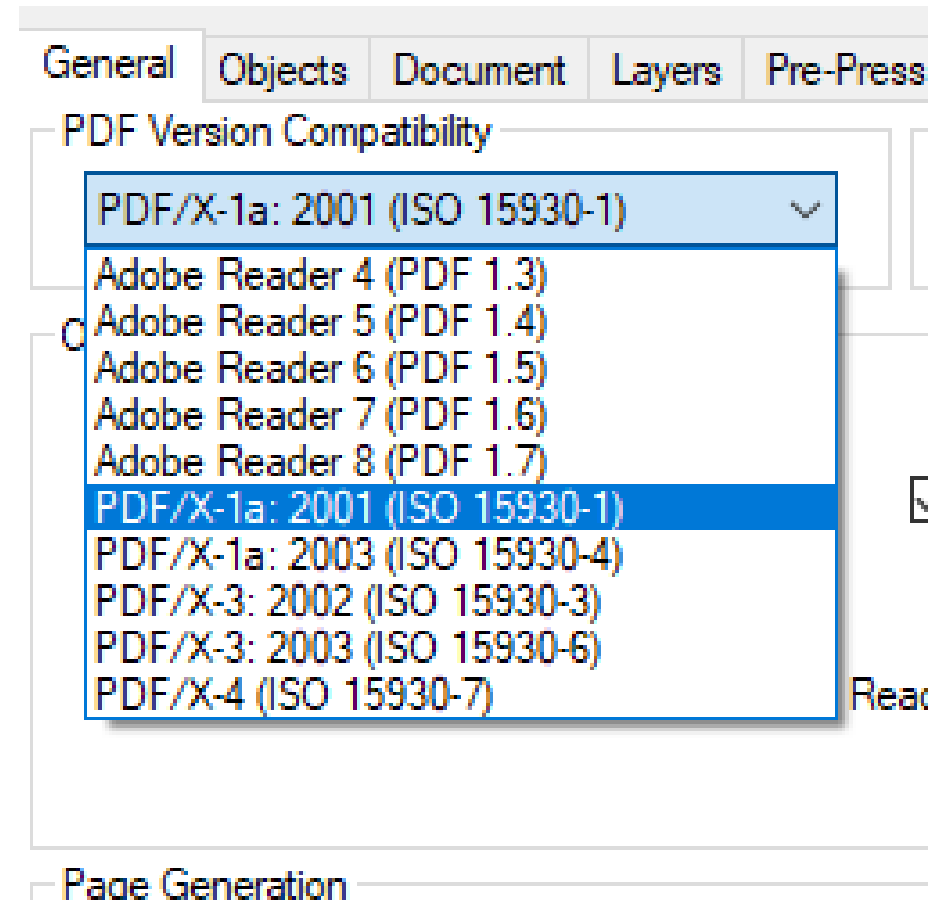 General Objects Document Layers Pre-Press
PDF Version Compatibility
PDF/X-1a: 2001 (ISO 15930-1)
Adobe Reader 4 (PDF 1.3)
Adobe Reader 5 (PDF 1.4)
Adobe Reader 6 (PDF 1.5)
Adobe Reader 7 (PDF 1.6)
Adobe Reader 8 (PDF 1.7)
PDF/X-1a: 2001 (ISO 15930-1)
PDF/X-1a: 2003 (ISO 15930-4)
PDF/X-3: 2002 (ISO 15930-3)
PDF/X-3: 2003 (ISO 15930-6)
PDF/X-4 (ISO 15930-7)
Page Generation